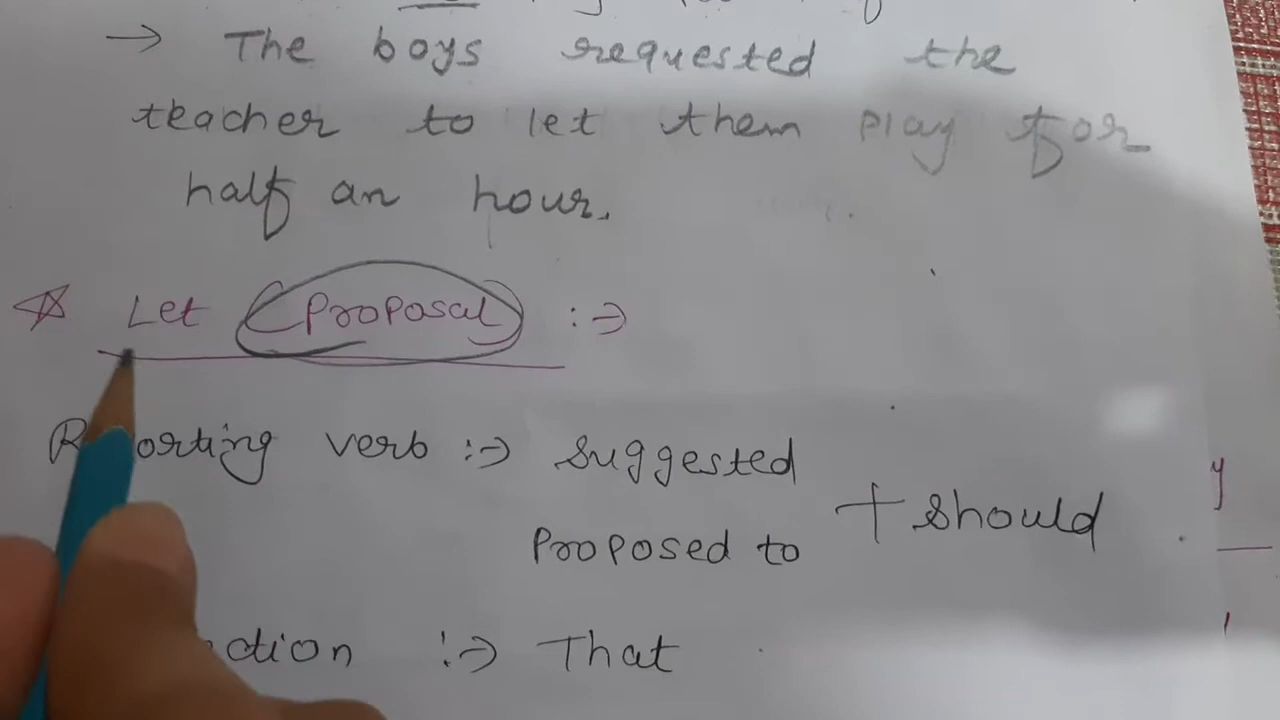 → The boys requested the
teacher to let them play for
half an hour.
☆ Let (Proposal) :→
orting verb :→ suggested
Proposed to + should
ction :→ That
y